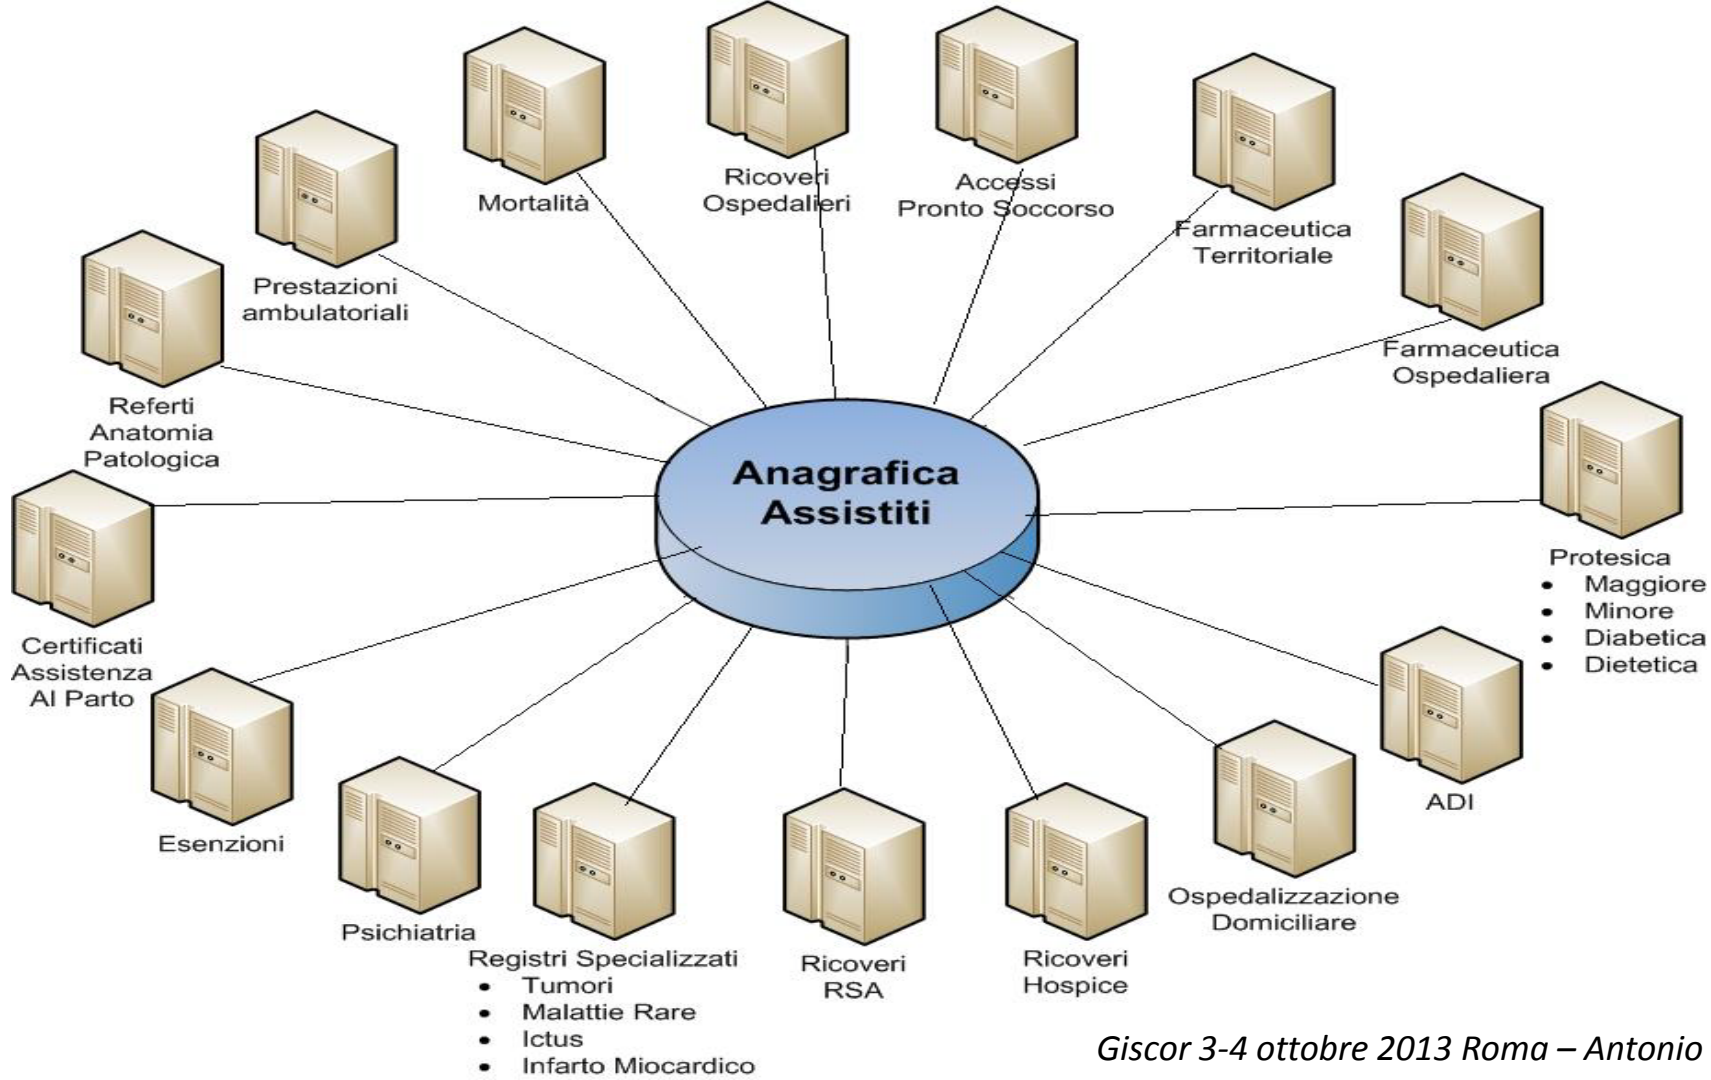 Mortalità
Ricoveri
Ospedalieri
Accessi
Pronto Soccorso
Farmaceutica
Territoriale
Prestazioni
ambulatoriali
Farmaceutica
Ospedaliera
Referti
Anatomia
Patologica
Anagrafica
Assistiti
Protesica
• Maggiore
• Minore
• Diabetica
• Dietetica
Certificati
Assistenza
Al Parto
Esenzioni
ADI
Psichiatria
Ospedalizzazione
Domiciliare
Registri Specializzati
• Tumori
• Malattie Rare
• Ictus
• Infarto Miocardico
Ricoveri
RSA
Ricoveri
Hospice
Giscor 3-4 ottobre 2013 Roma – Antonio